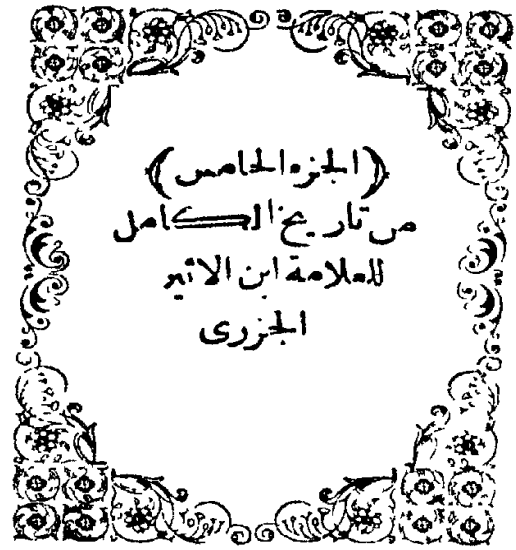 ﴿الجزء الخامس﴾
من تاريخ الكامل
للعلامة ابن الاثير
الجزرى